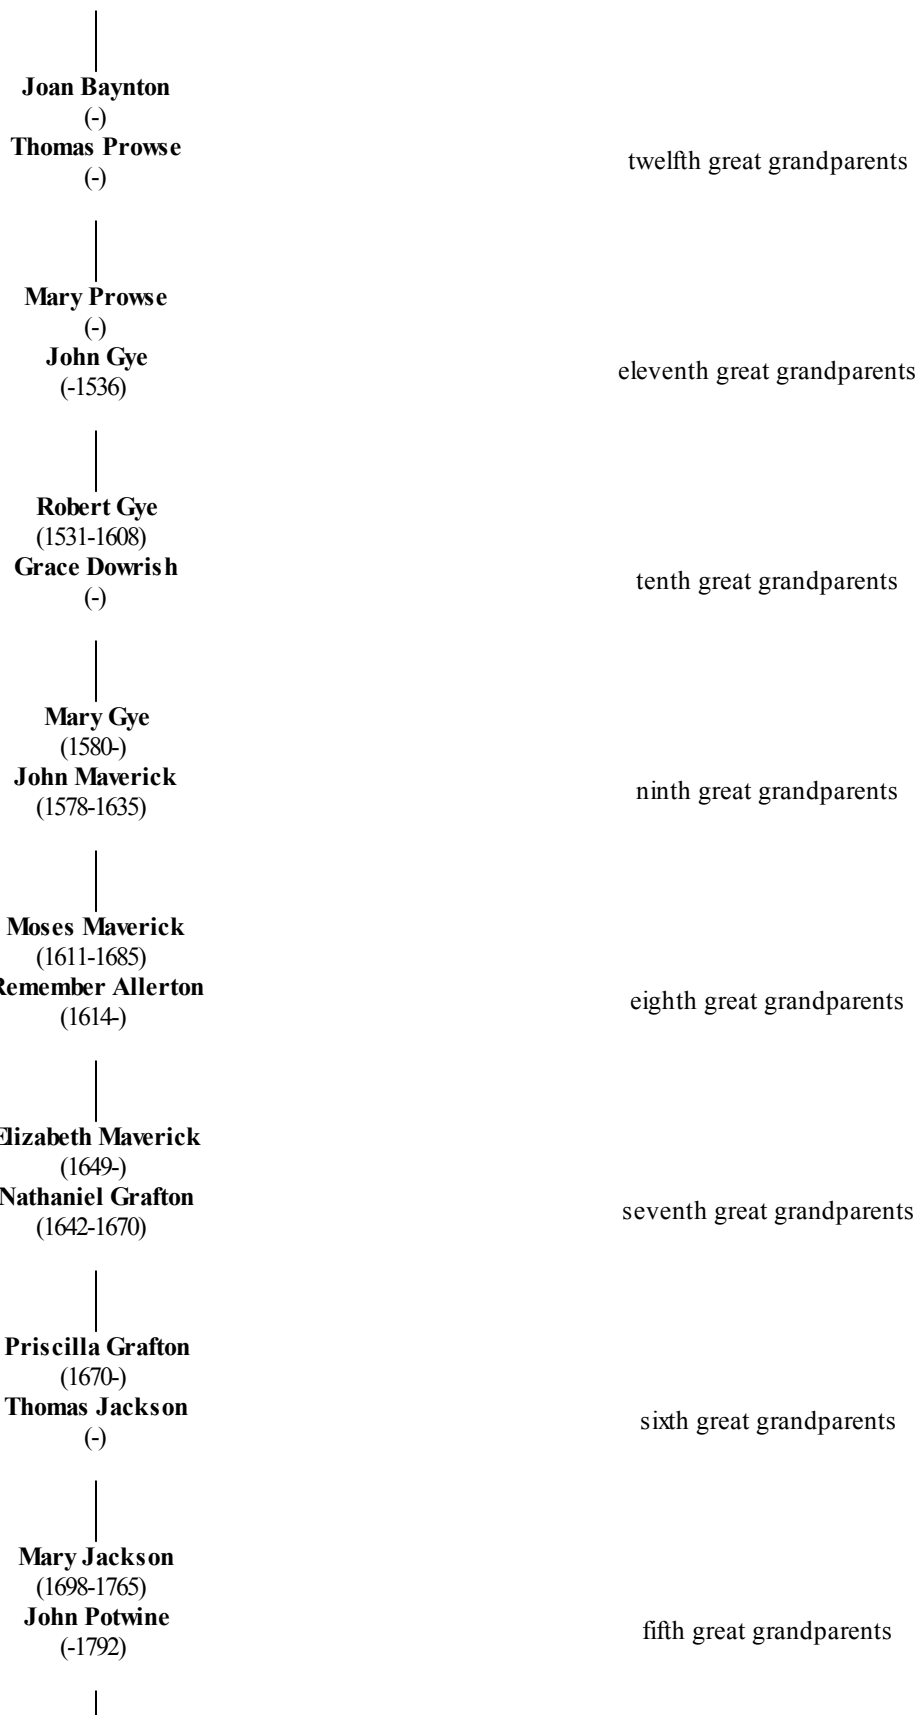 Joan Baynton
(-)
Thomas Prowse
(-)
twelfth great grandparents
Mary Prowse
(-)
John Gye
(-1536)
eleventh great grandparents
Robert Gye
(1531-1608)
Grace Dowrish
(-)
tenth great grandparents
Mary Gye
(1580-)
John Maverick
(1578-1635)
ninth great grandparents
Moses Maverick
(1611-1685)
Remember Allerton
(1614-)
eighth great grandparents
Elizabeth Maverick
(1649-)
Nathaniel Grafton
(1642-1670)
seventh great grandparents
Priscilla Grafton
(1670-)
Thomas Jackson
(-)
sixth great grandparents
Mary Jackson
(1698-1765)
John Potwine
(-1792)
fifth great grandparents